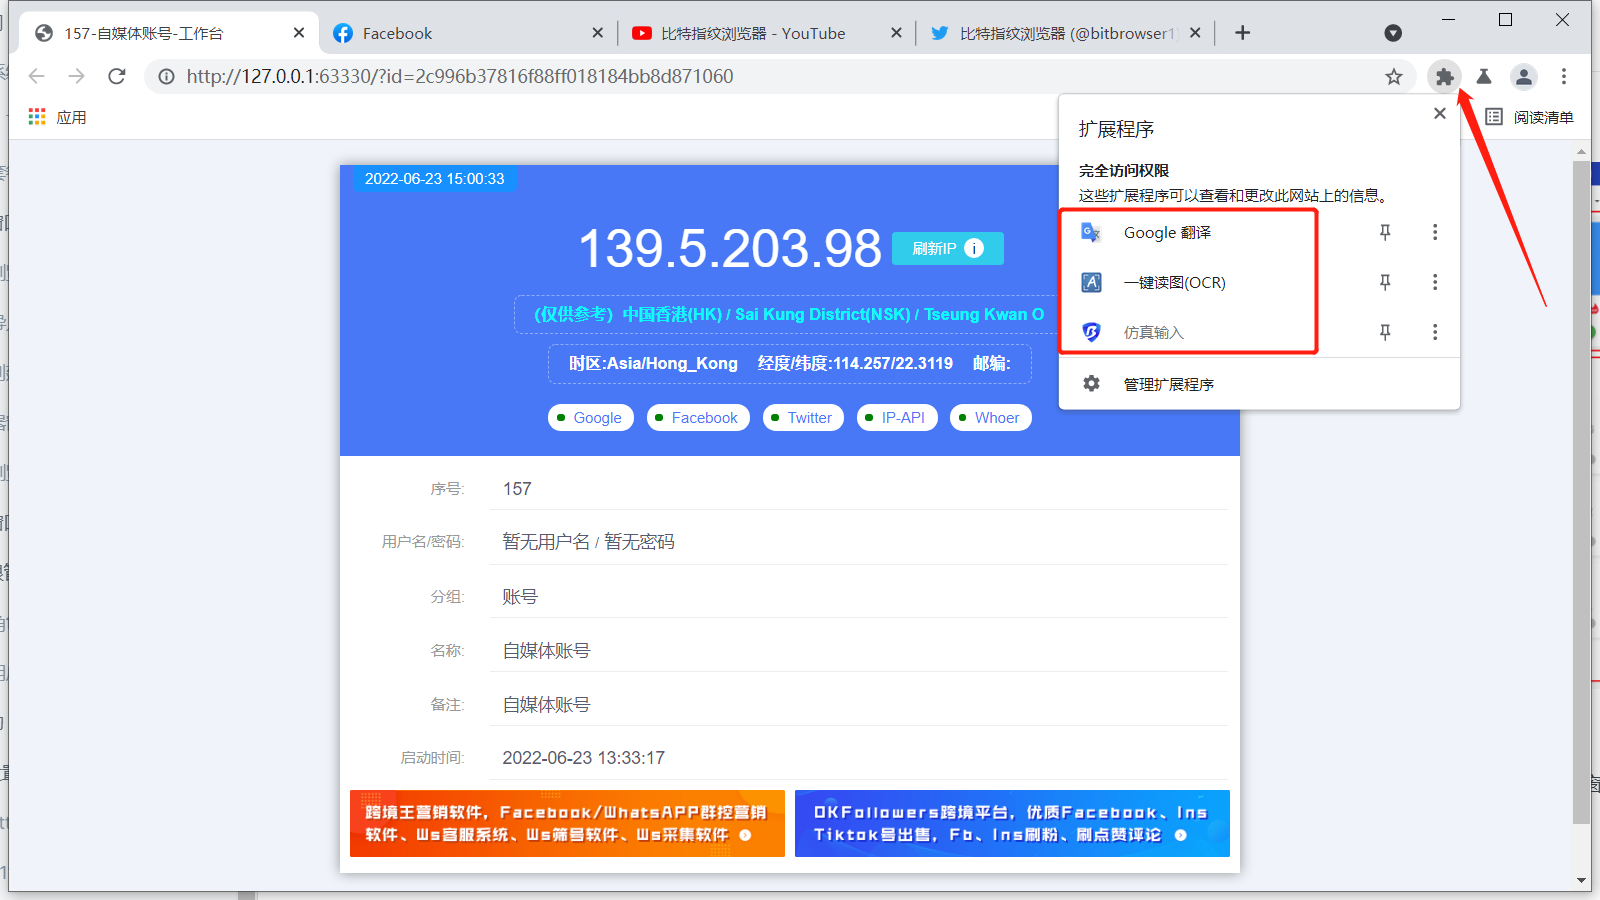 157-自媒体账号-工作台
Facebook
比特指纹浏览器 - YouTube
比特指纹浏览器 (@bitbrowser1)
http://127.0.0.1:63330/?id=2c996b37816f88ff018184bb8d871060
应用
阅读清单
扩展程序
完全访问权限
这些扩展程序可以查看和更改此网站上的信息。
Google 翻译
一键读图(OCR)
仿真输入
管理扩展程序
2022-06-23 15:00:33
139.5.203.98
刷新IP
(仅供参考) 中国香港(HK) / Sai Kung District(NSK) / Tseung Kwan O
时区:Asia/Hong_Kong 经度/纬度:114.257/22.3119 邮编:
Google Facebook Twitter IP-API Whoer
序号: 157
用户名/密码: 暂无用户名 / 暂无密码
分组: 账号
名称: 自媒体账号
备注: 自媒体账号
启动时间: 2022-06-23 13:33:17
跨境王营销软件，Facebook/WhatsAPP群控营销
软件、Ws客服系统、Ws筛号软件、Ws采集软件
OKFollowers跨境平台，优质Facebook、Ins
Tiktok号出售，Fb、Ins刷粉、刷点赞评论